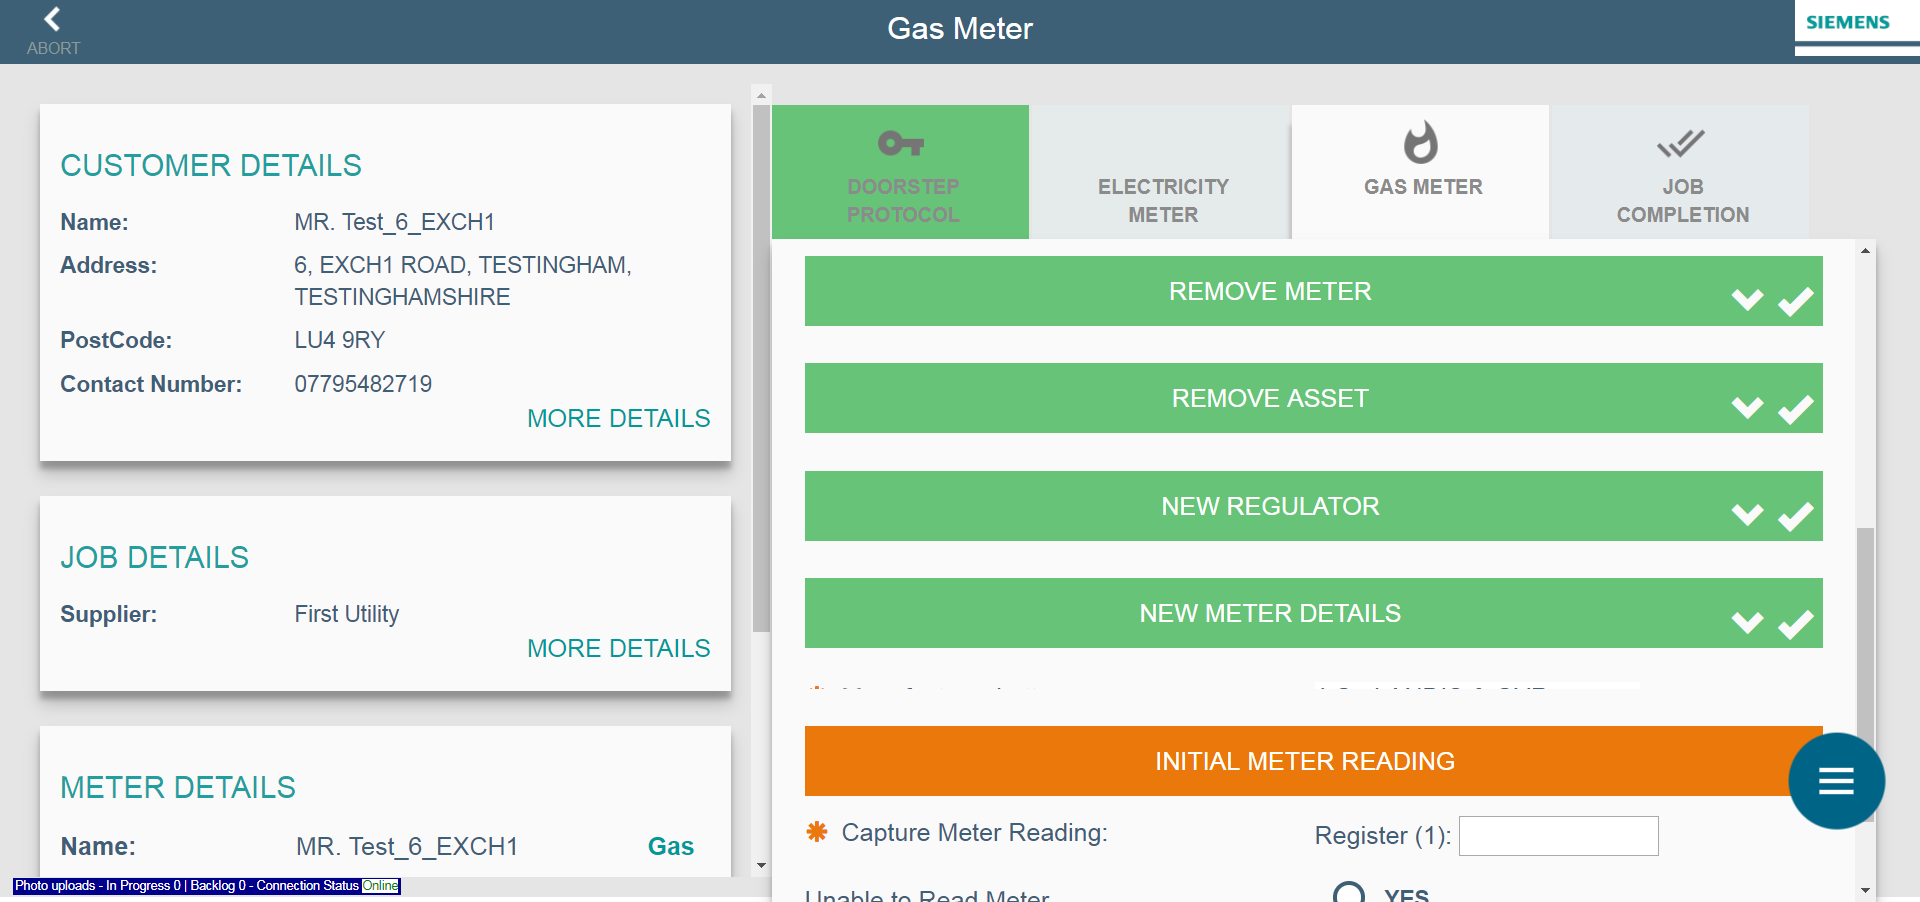 ABORT
Gas Meter
SIEMENS
CUSTOMER DETAILS
Name: MR. Test_6_EXCH1
Address: 6, EXCH1 ROAD, TESTINGHAM,
TESTINGHAMSHIRE
PostCode: LU4 9RY
Contact Number: 07795482719
MORE DETAILS
JOB DETAILS
Supplier: First Utility
MORE DETAILS
METER DETAILS
Name: MR. Test_6_EXCH1 Gas
Photo uploads - In Progress 0 | Backlog 0 - Connection Status Online
DOORSTEP
PROTOCOL
ELECTRICITY
METER
GAS METER
JOB
COMPLETION
REMOVE METER
REMOVE ASSET
NEW REGULATOR
NEW METER DETAILS
INITIAL METER READING
Capture Meter Reading: Register (1):
Unable to Read Meter YES